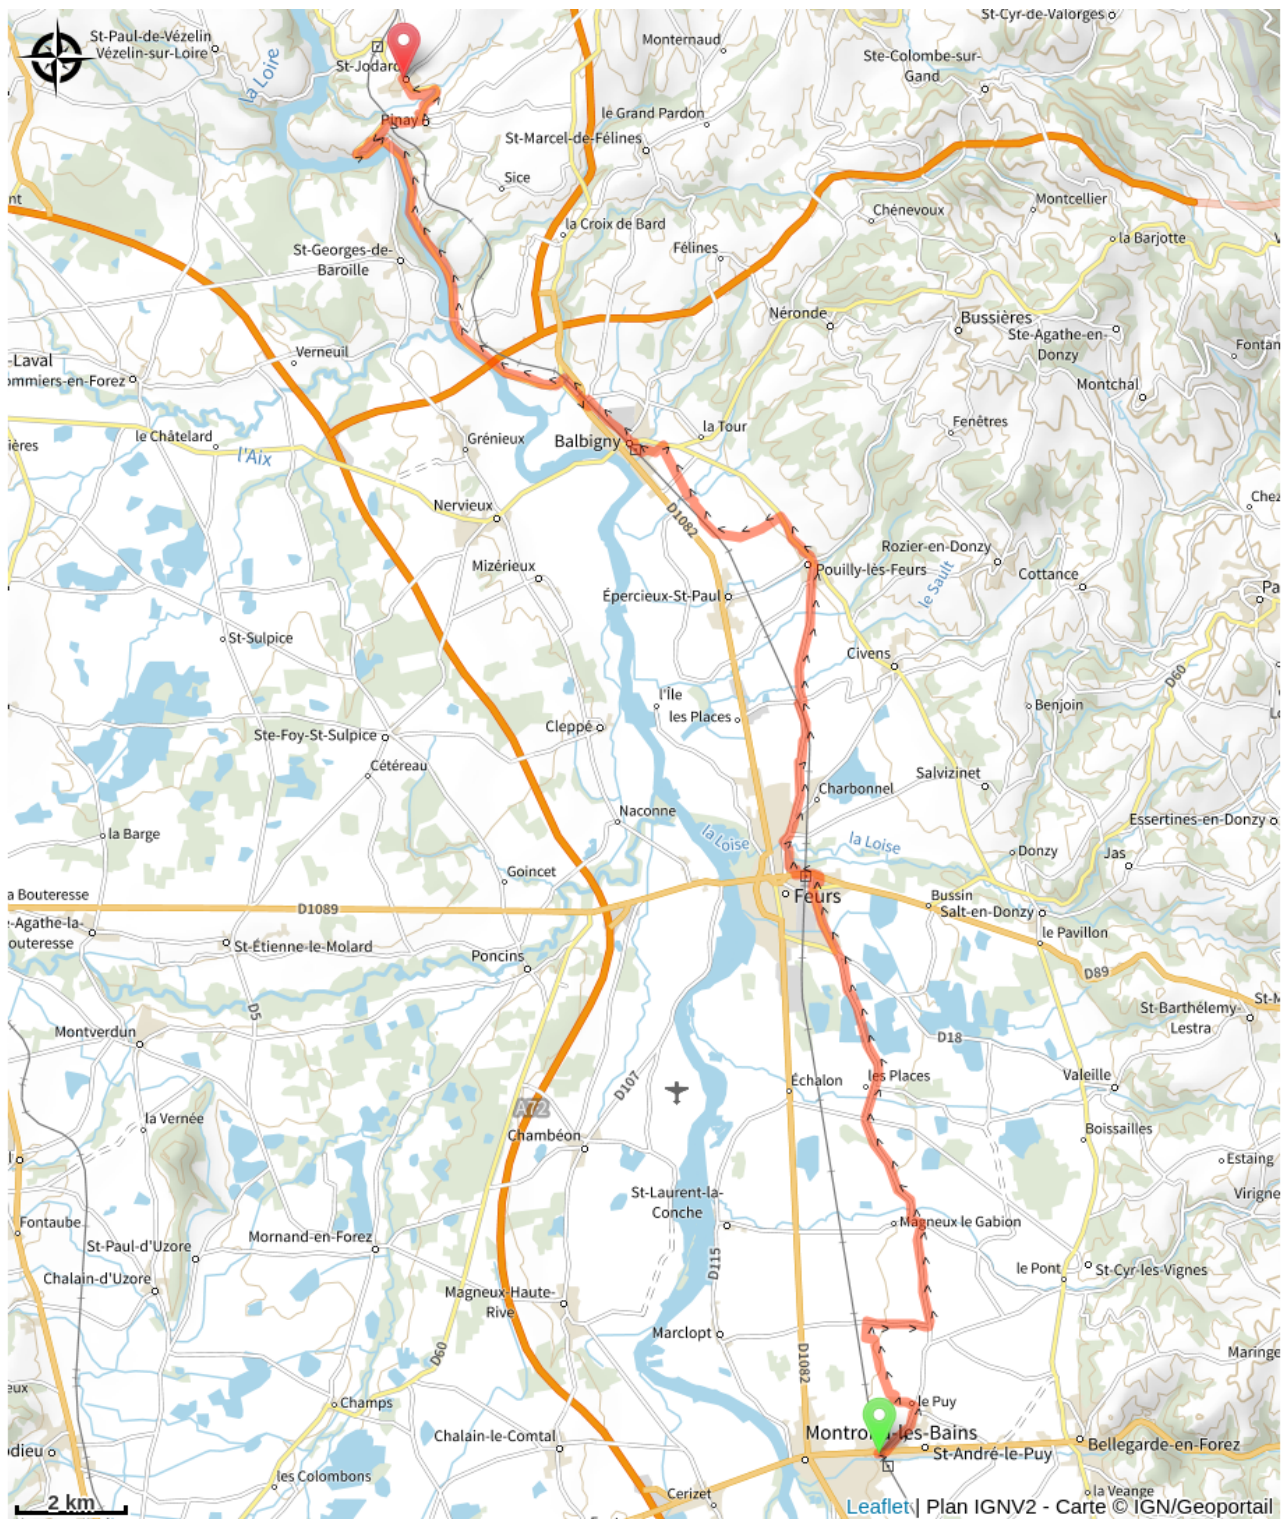 St-Cyr-de-Valorges
St-Paul-de-Vézelin
Vézelin-sur-Loire
Monternaud
la Loire
St-Jodard
Ste-Colombe-sur-
Gand
le Grand Pardon
Pinay
St-Marcel-de-Félines
Sice
nt
Montcellier
Chénevoux
la Croix de Bard
la Barjotte
St-Georges-de-
Baroille
Félines
Néronde
Bussières
Ste-Agathe-en-
Donzy
Fontan
Verneuil
-Laval
ommiers-en-Forez
Montchal
la Tour
Fenêtres
le Châtelard
Grénieux
Balbigny
ières
l'Aix
Nervieux
Chez
D1082
Rozier-en-Donzy
Mizérieux
Pouilly-lès-Feurs
Cottance
le Sault
Pa
Épercieux-St-Paul
St-Sulpice
Civens
D60
l'Île
les Places
Benjoin
Cleppé
Ste-Foy-St-Sulpice
Cétéreau
Salvizinet
Charbonnel
Naconne
Essertines-en-Donzy
la Barge
la Loise
la Loise
Donzy
Jas
Goincet
a Bouteresse
Feurs
Bussin
D1089
Salt-en-Donzy
-Agathe-la-
outeresse
le Pavillon
St-Étienne-le-Molard
Poncins
D89
St-M
D5
St-Barthélemy-
Lestra
Montverdun
D18
les Places
Valeille
Échalon
D107
A72
la Vernée
Boissailles
Chambéon
Estaing
St-Laurent-la-
Conche
Virigne
Fontaube
Magneux le Gabion
Mornand-en-Forez
St-Paul-d'Uzore
D115
le Pont
St-Cyr-les-Vignes
Chalain-d'Uzore
Magneux-Haute-
Rive
Marclopt
D60
D1082
Maringe
eux
Champs
le Puy
Montrond-les-Bains
Chalain-le-Comtal
Bellegarde-en-Forez
odieu
St-André-le-Puy
les Colombons
Cerizet
la Veange
2 km
Leaflet | Plan IGNV2 - Carte © IGN/Geoportail